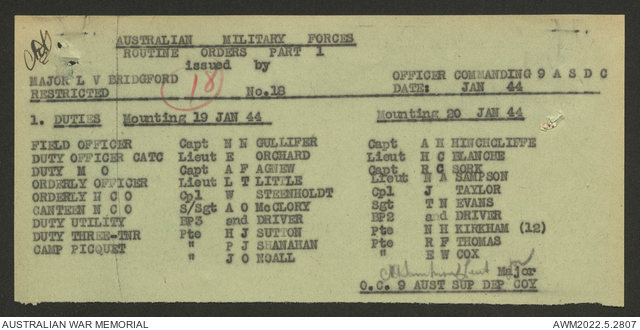 AUSTRALIAN MILITARY FORCES
ROUTINE ORDERS PART 1
issued by
MAJOR L V BRIDGFORD OFFICER COMMANDING 9 A S D C
RESTRICTED 18 No.18 DATE: JAN 44
1. DUTIES Mounting 19 JAN 44 Mounting 20 JAN 44
FIELD OFFICER Capt N N GULLIFER Capt A H HINCHCLIFFE
DUTY OFFICER CATC Lieut E ORCHARD Lieut H C BLANCHE
DUTY M O Capt A F AGNEW Capt R C SORK
ORDERLY OFFICER Lieut L T LITTLE Lieut N A SAMPSON
ORDERLY N C O Cpl W STEENHOLDT Cpl J TAYLOR
CANTEEN N C O S/Sgt A O McCLORY Sgt T N EVANS
DUTY UTILITY BP3 and DRIVER BP2 and DRIVER
DUTY THREE-TNR Pte H J SUTTON Pte N H KIRKHAM (12)
CAMP PICQUET " P J SHANAHAN Pte R F THOMAS
" J O NOALL " E W COX
Major
O.C. 9 AUST SUP DEP COY
AUSTRALIAN WAR MEMORIAL AWM2022.5.2807